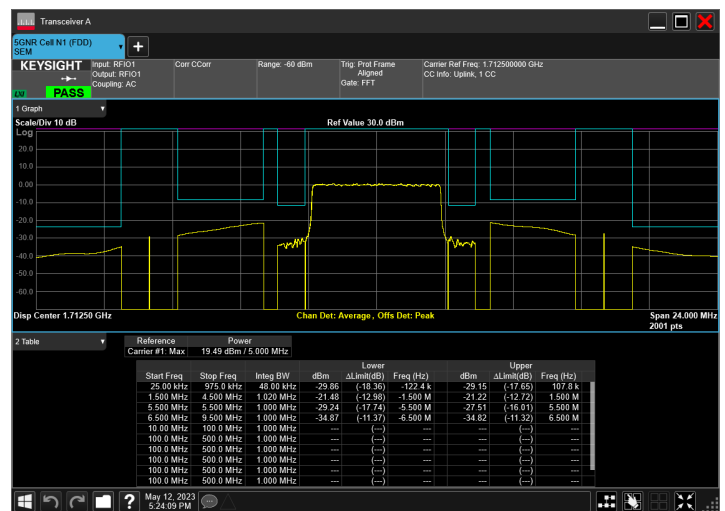 Transceiver A
5GNR Cell N1 (FDD)
SEM
KEYSIGHT
LXI
PASS
Input: RFIO1
Output: RFIO1
Coupling: AC
Corr CCorr
Range: -60 dBm
Trig: Prot Frame
Aligned
Gate: FFT
Carrier Ref Freq: 1.712500000 GHz
CC Info: Uplink, 1 CC
1 Graph
Scale/Div 10 dB
Ref Value 30.0 dBm
Log
20.0
10.0
0.00
-10.0
-20.0
-30.0
-40.0
-50.0
-60.0
Disp Center 1.71250 GHz
Chan Det: Average , Offs Det: Peak
Span 24.000 MHz
2001 pts
2 Table
Reference Power
Carrier #1: Max 19.49 dBm / 5.000 MHz
Lower Upper
Start Freq Stop Freq Integ BW dBm ΔLimit(dB) Freq (Hz) dBm ΔLimit(dB) Freq (Hz)
25.00 kHz 975.0 kHz 48.00 kHz -29.86 (-18.36) -122.4 k -29.15 (-17.65) 107.8 k
1.500 MHz 4.500 MHz 1.020 MHz -21.48 (-12.98) -1.500 M -21.22 (-12.72) 1.500 M
5.500 MHz 5.500 MHz 1.000 MHz -29.24 (-17.74) -5.500 M -27.51 (-16.01) 5.500 M
6.500 MHz 9.500 MHz 1.000 MHz -34.87 (-11.37) -6.500 M -34.82 (-11.32) 6.500 M
10.00 MHz 100.0 MHz 1.000 MHz --- (---) --- --- (---) ---
100.0 MHz 500.0 MHz 1.000 MHz --- (---) --- --- (---) ---
100.0 MHz 500.0 MHz 1.000 MHz --- (---) --- --- (---) ---
100.0 MHz 500.0 MHz 1.000 MHz --- (---) --- --- (---) ---
100.0 MHz 500.0 MHz 1.000 MHz --- (---) --- --- (---) ---
100.0 MHz 500.0 MHz 1.000 MHz --- (---) --- --- (---) ---
?
May 12, 2023
5:24:09 PM